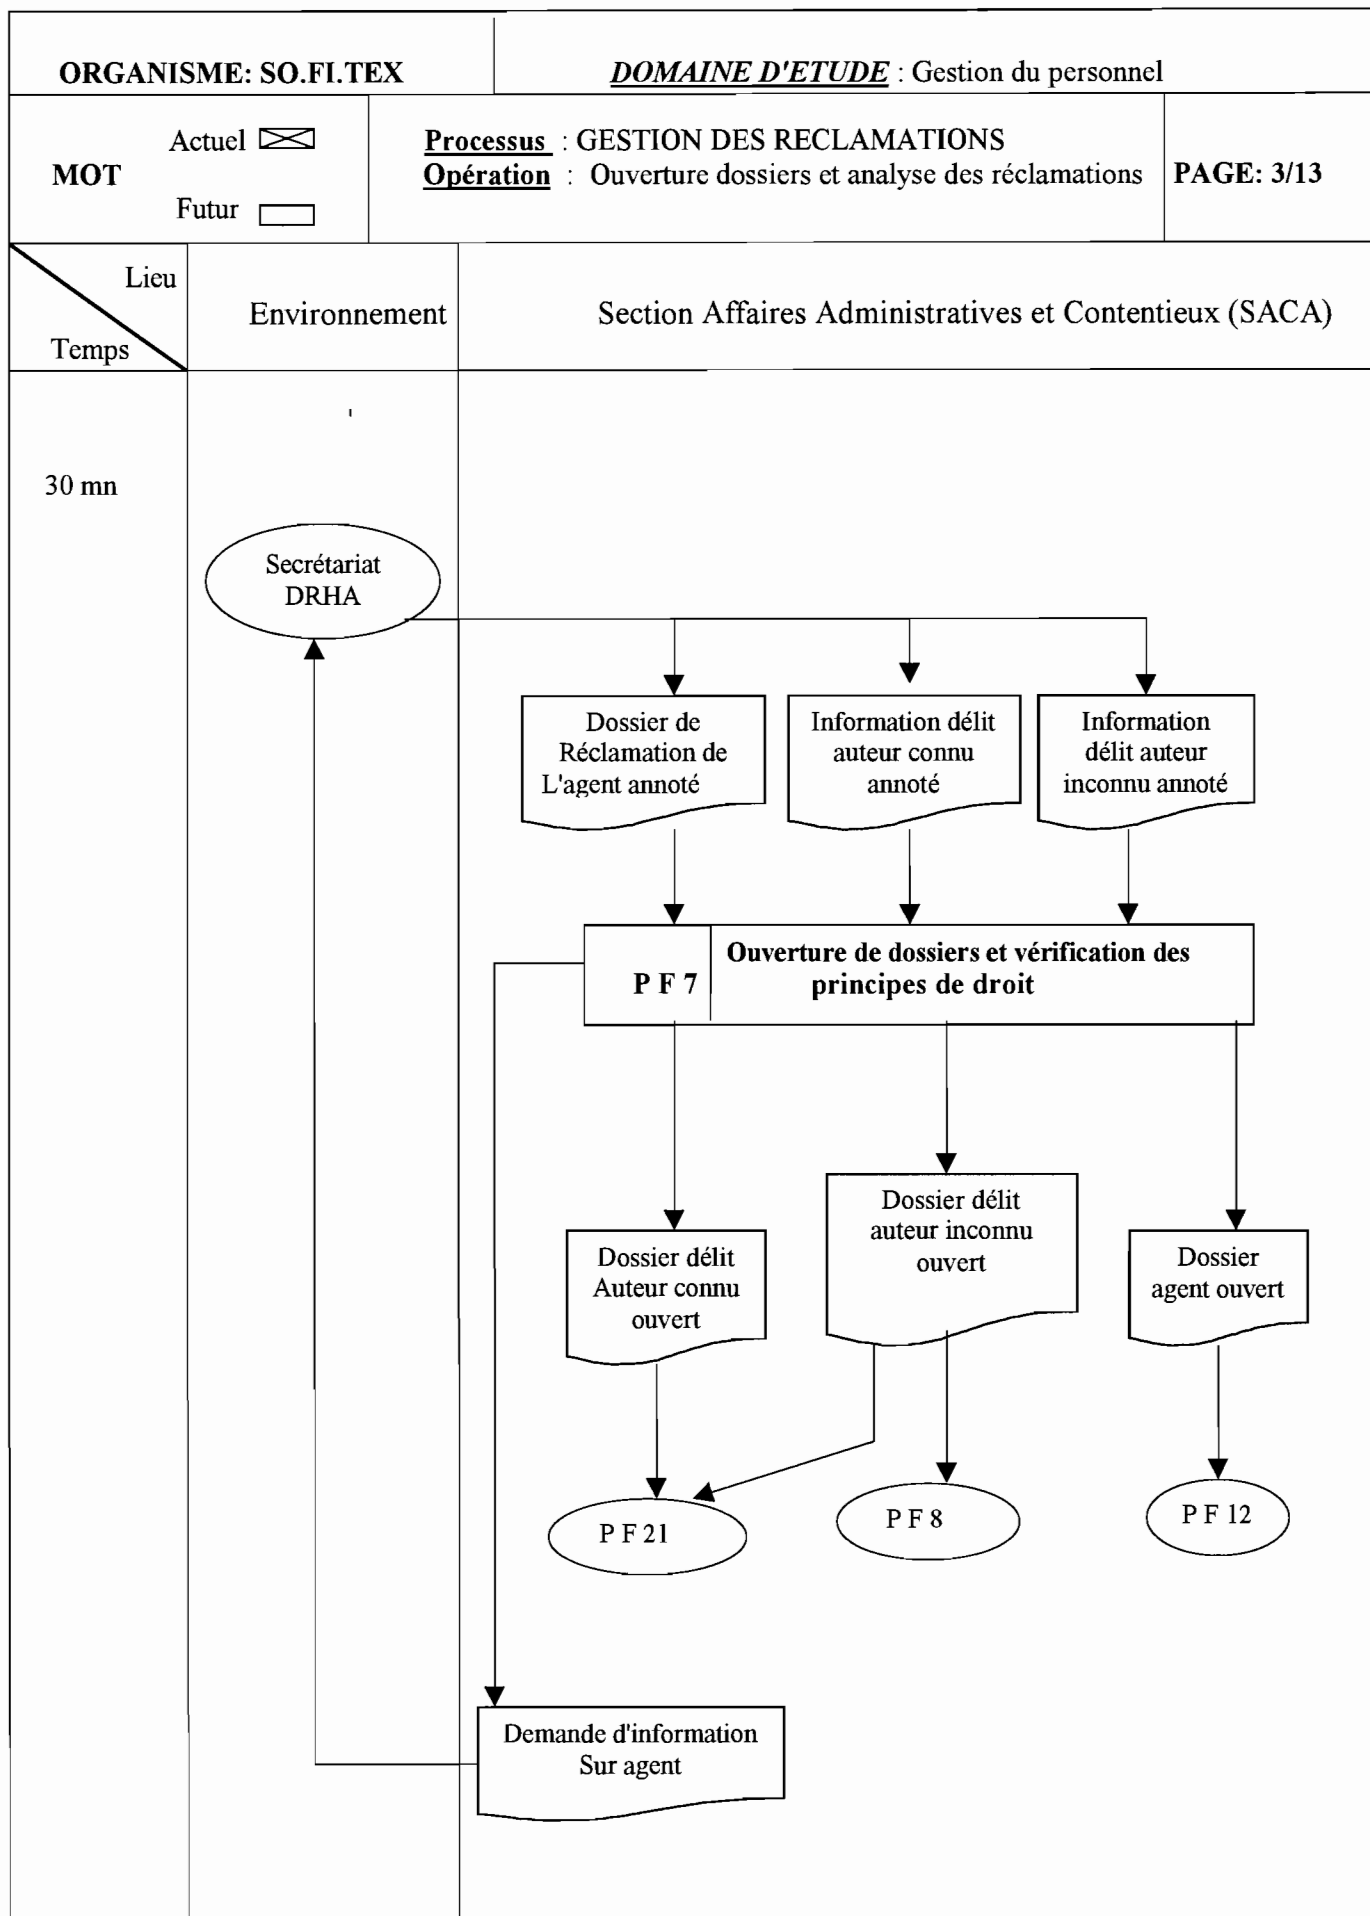 ORGANISME: SO.FI.TEX
DOMAINE D'ETUDE : Gestion du personnel
MOT
Actuel
Futur
Processus : GESTION DES RECLAMATIONS
Opération : Ouverture dossiers et analyse des réclamations
PAGE: 3/13
Lieu
Temps
Environnement
Section Affaires Administratives et Contentieux (SACA)
30 mn
Secrétariat
DRHA
Dossier de
Réclamation de
L'agent annoté
Information délit
auteur connu
annoté
Information
délit auteur
inconnu annoté
P F 7
Ouverture de dossiers et vérification des
principes de droit
Dossier délit
Auteur connu
ouvert
Dossier délit
auteur inconnu
ouvert
Dossier
agent ouvert
P F 21
P F 8
P F 12
Demande d'information
Sur agent